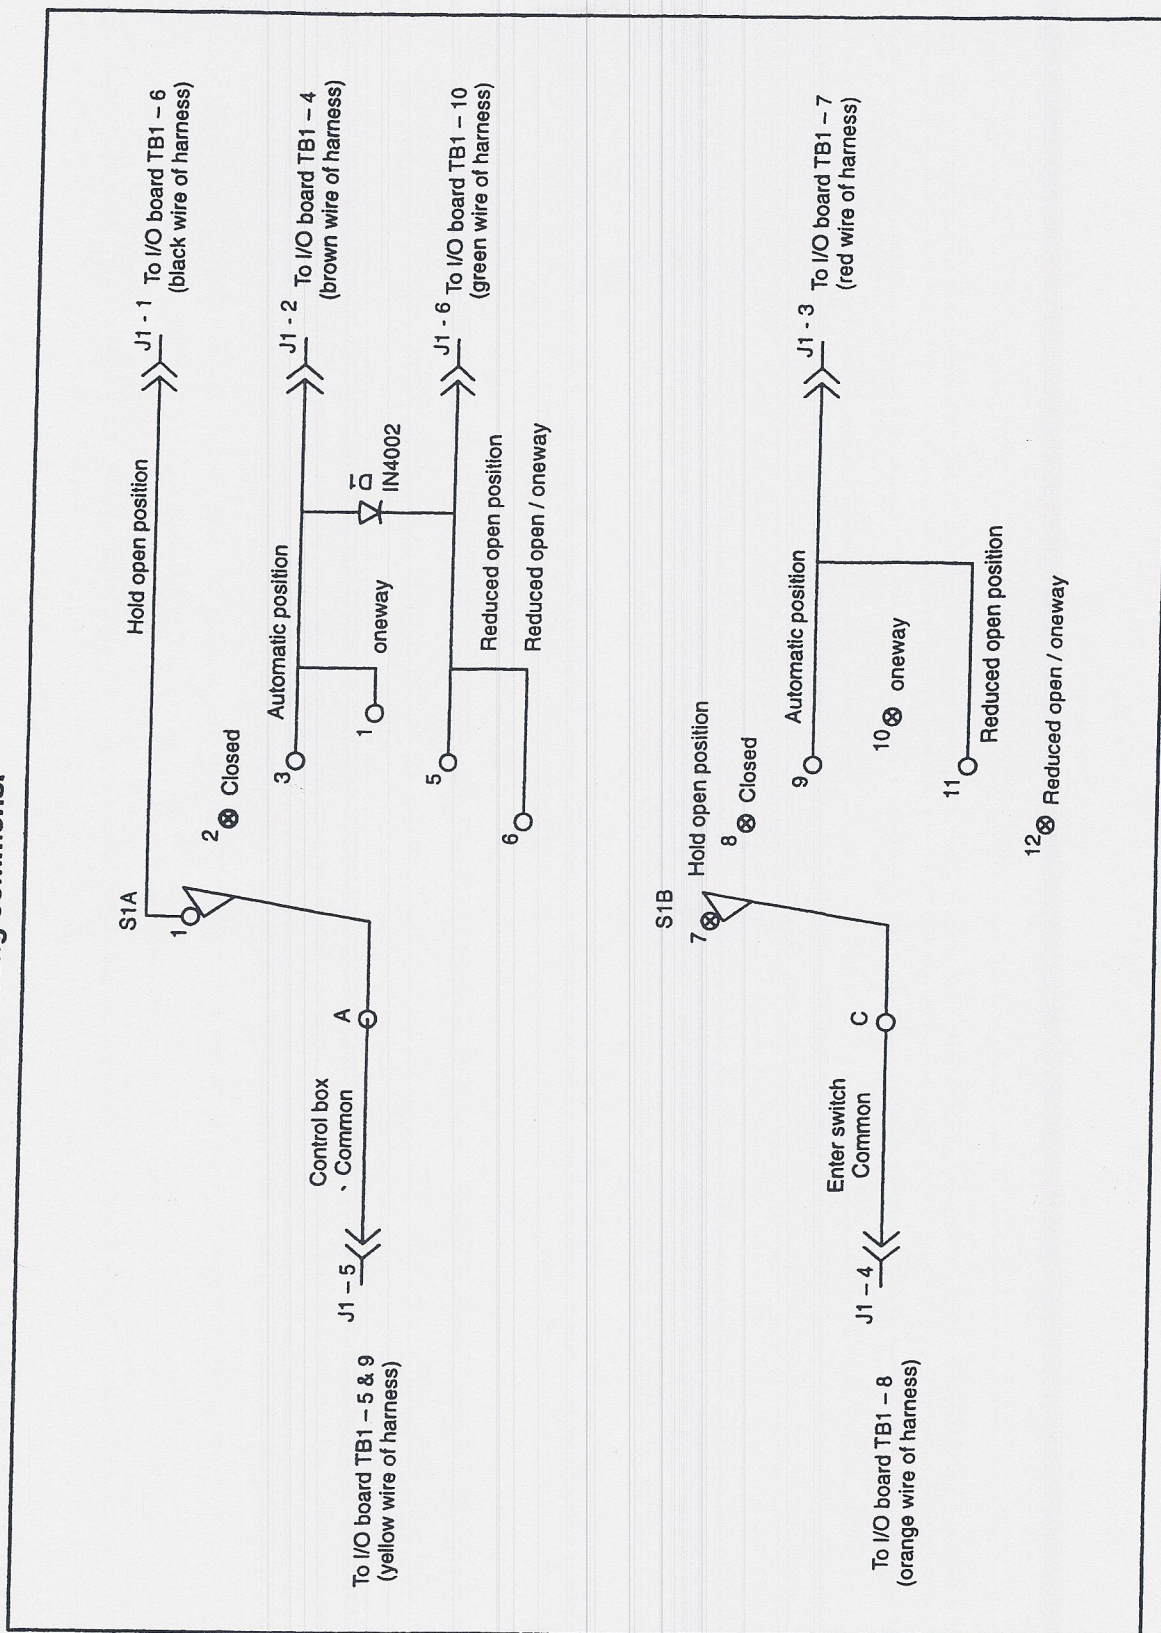 S1A
1
Hold open position
J1 - 1
To I/O board TB1 – 6
(black wire of harness)
2
Closed
3
Automatic position
J1 - 2
To I/O board TB1 – 4
(brown wire of harness)
1
oneway
D1
IN4002
5
Reduced open position
J1 - 6
To I/O board TB1 – 10
(green wire of harness)
6
Reduced open / oneway
A
Control box
Common
J1 – 5
To I/O board TB1 – 5 & 9
(yellow wire of harness)
S1B
7
Hold open position
8
Closed
9
Automatic position
J1 - 3
To I/O board TB1 – 7
(red wire of harness)
10
oneway
11
Reduced open position
12
Reduced open / oneway
C
Enter switch
Common
J1 – 4
To I/O board TB1 – 8
(orange wire of harness)